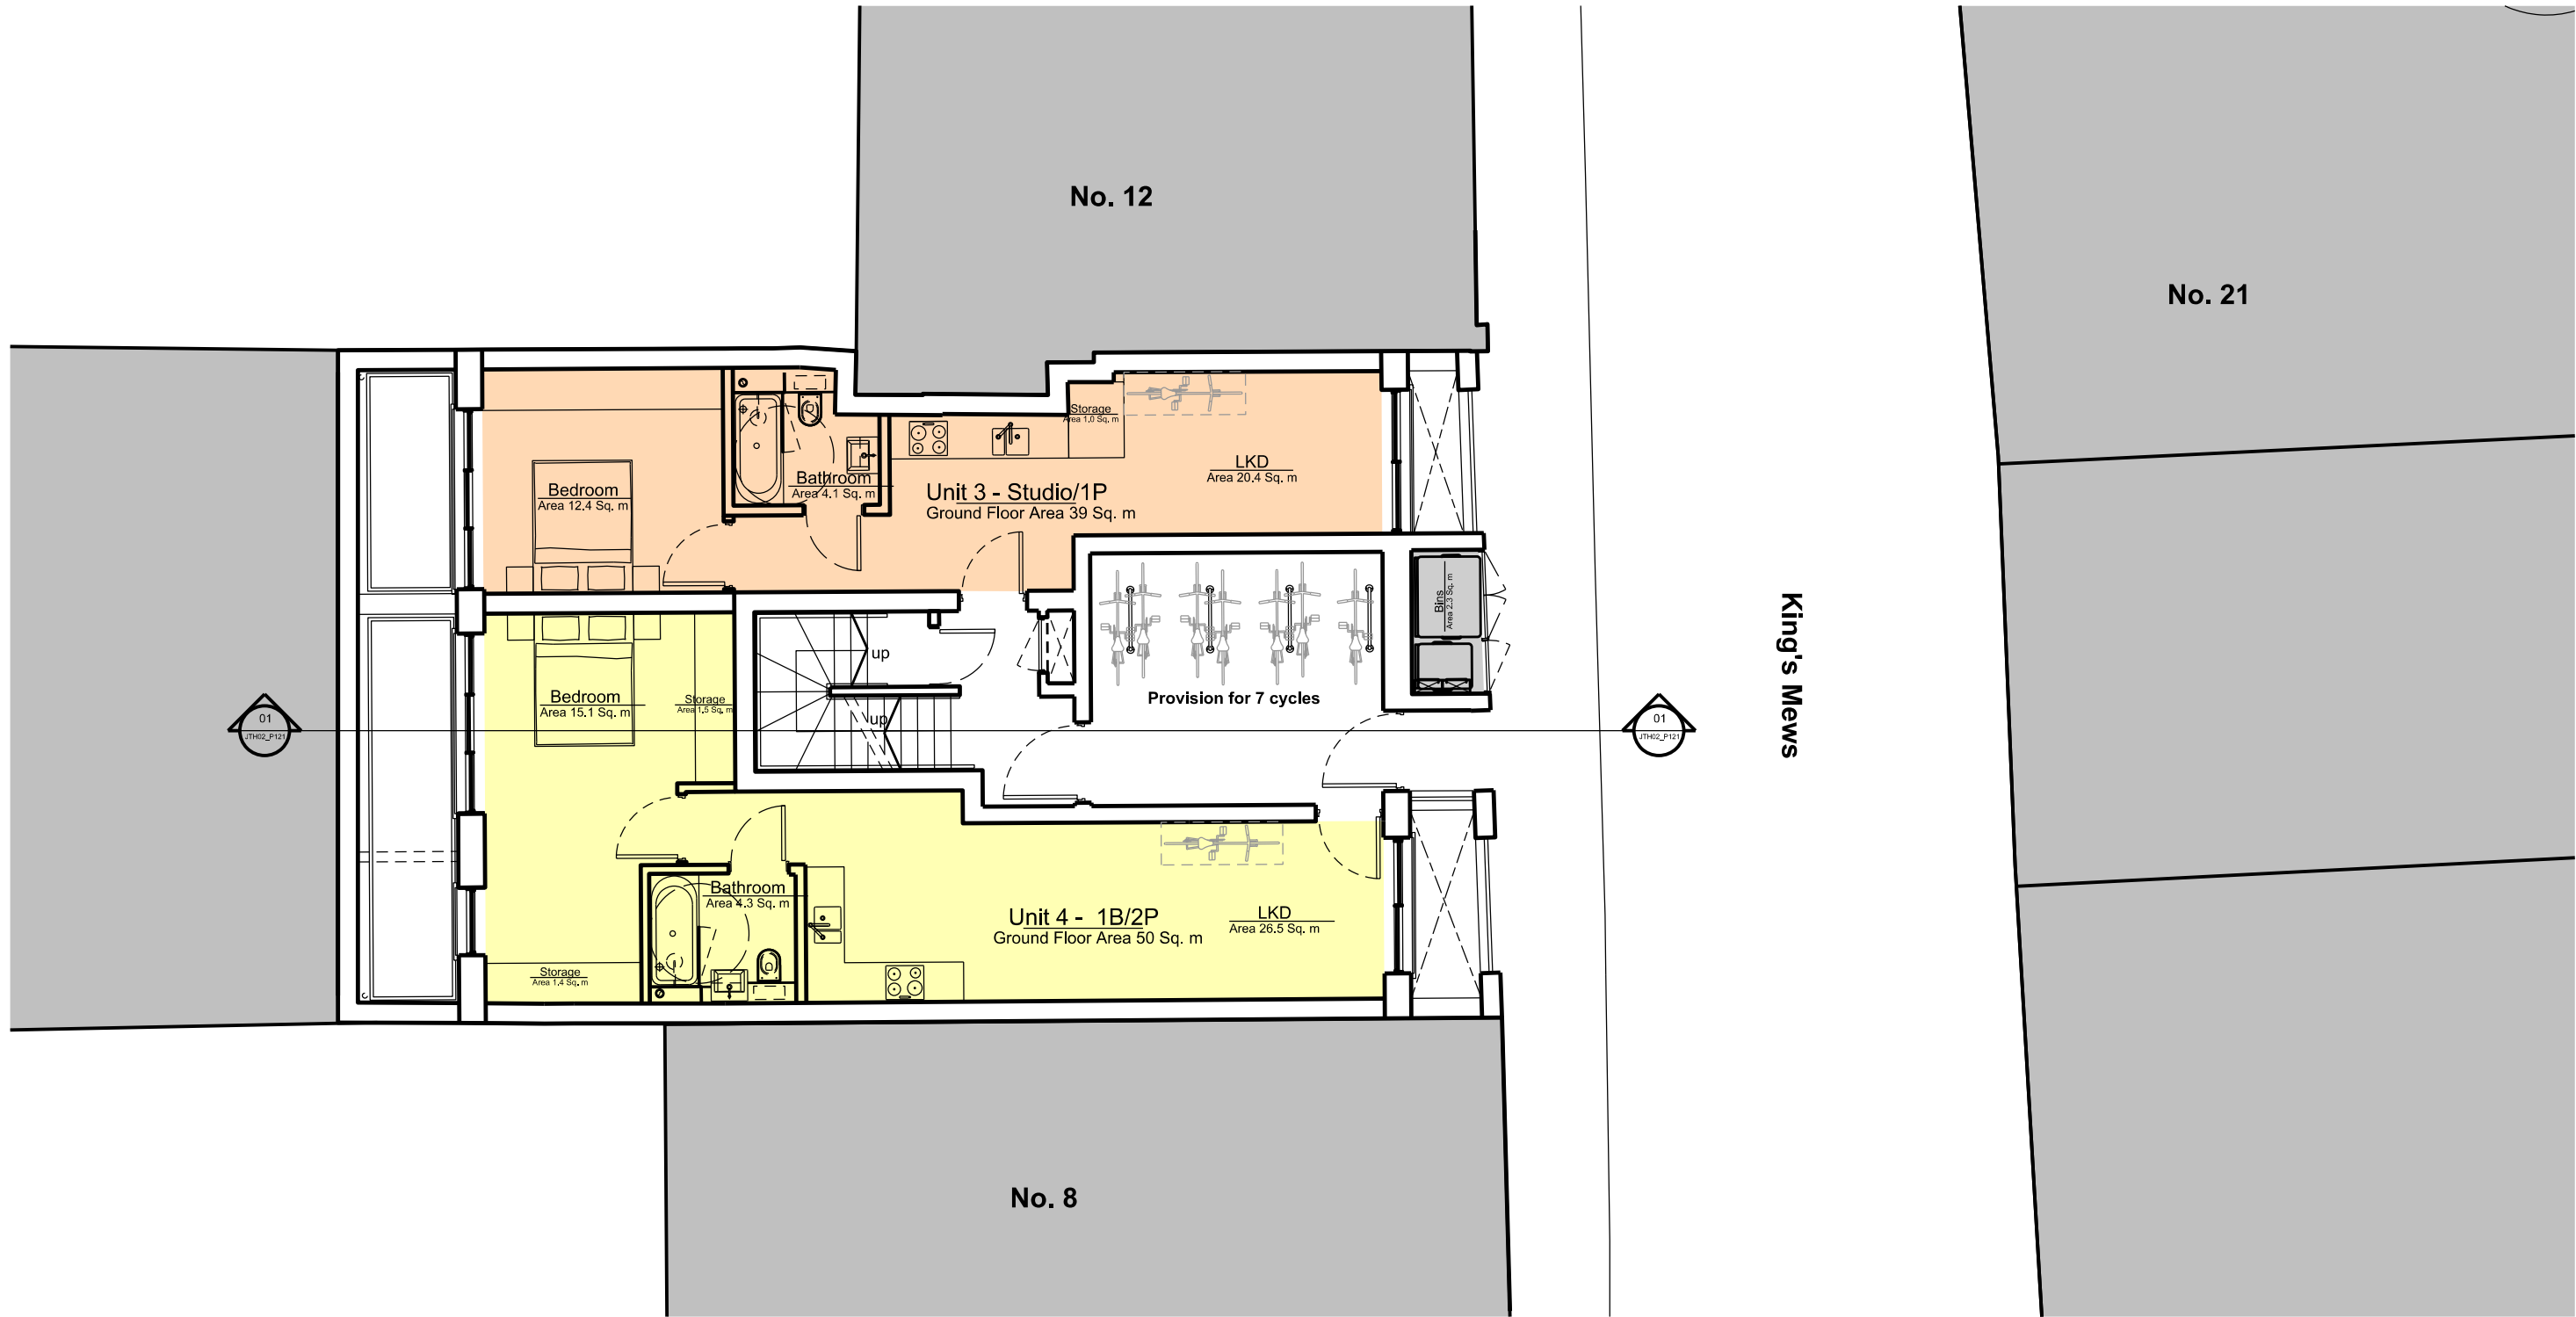 No. 12
No. 21
Storage
Area 1.0 Sq. m
LKD
Area 20.4 Sq. m
Bathroom
Area 4.1 Sq. m
Bedroom
Area 12.4 Sq. m
Unit 3 - Studio/1P
Ground Floor Area 39 Sq. m
Bins
Area 2.3 Sq. m
up
King's Mews
Bedroom
Area 15.1 Sq. m
Storage
Area 1.5 Sq. m
Provision for 7 cycles
up
01
JTH02_P121
01
JTH02_P121
Bathroom
Area 4.3 Sq. m
Unit 4 - 1B/2P
Ground Floor Area 50 Sq. m
LKD
Area 26.5 Sq. m
Storage
Area 1.4 Sq. m
No. 8